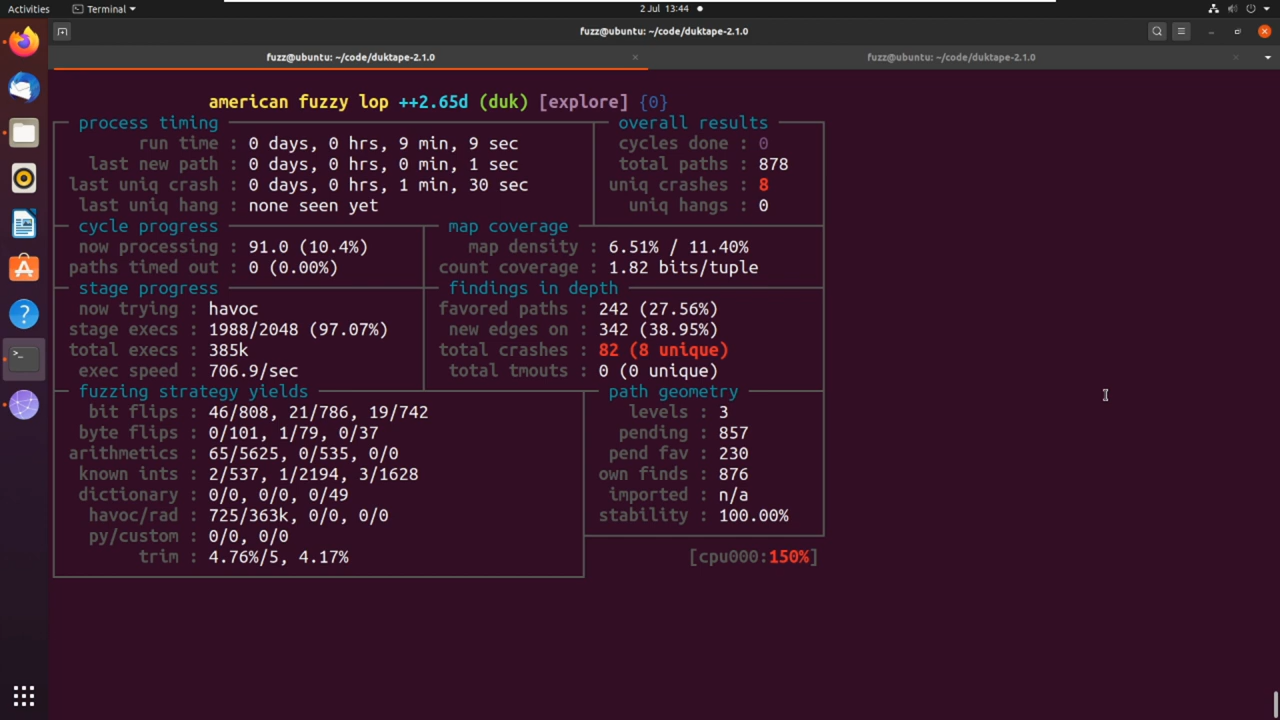 Activities Terminal 2 Jul 13:44
fuzz@ubuntu: ~/code/duktape-2.1.0
fuzz@ubuntu: ~/code/duktape-2.1.0 × fuzz@ubuntu: ~/code/duktape-2.1.0 ×
american fuzzy lop ++2.65d (duk) [explore] {0}
process timing overall results
run time : 0 days, 0 hrs, 9 min, 9 sec cycles done : 0
last new path : 0 days, 0 hrs, 0 min, 1 sec total paths : 878
last uniq crash : 0 days, 0 hrs, 1 min, 30 sec uniq crashes : 8
last uniq hang : none seen yet uniq hangs : 0
cycle progress map coverage
now processing : 91.0 (10.4%) map density : 6.51% / 11.40%
paths timed out : 0 (0.00%) count coverage : 1.82 bits/tuple
stage progress findings in depth
now trying : havoc favored paths : 242 (27.56%)
stage execs : 1988/2048 (97.07%) new edges on : 342 (38.95%)
total execs : 385k total crashes : 82 (8 unique)
exec speed : 706.9/sec total tmouts : 0 (0 unique)
fuzzing strategy yields path geometry
bit flips : 46/808, 21/786, 19/742 levels : 3
byte flips : 0/101, 1/79, 0/37 pending : 857
arithmetics : 65/5625, 0/535, 0/0 pend fav : 230
known ints : 2/537, 1/2194, 3/1628 own finds : 876
dictionary : 0/0, 0/0, 0/49 imported : n/a
havoc/rad : 725/363k, 0/0, 0/0 stability : 100.00%
py/custom : 0/0, 0/0
trim : 4.76%/5, 4.17% [cpu000:150%]